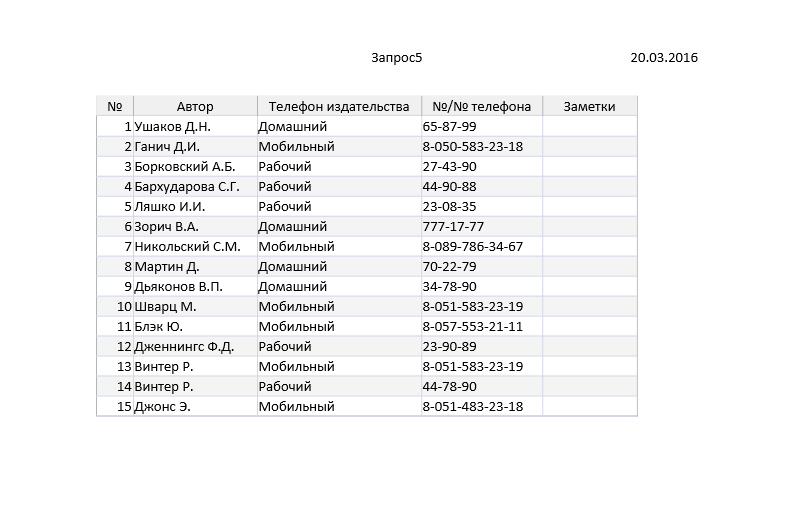 Запрос5 20.03.2016
№ Автор Телефон издательства №/№ телефона Заметки
1 Ушаков Д.Н. Домашний 65-87-99
2 Ганич Д.И. Мобильный 8-050-583-23-18
3 Борковский А.Б. Рабочий 27-43-90
4 Бархударова С.Г. Рабочий 44-90-88
5 Ляшко И.И. Рабочий 23-08-35
6 Зорич В.А. Домашний 777-17-77
7 Никольский С.М. Мобильный 8-089-786-34-67
8 Мартин Д. Домашний 70-22-79
9 Дьяконов В.П. Домашний 34-78-90
10 Шварц М. Мобильный 8-051-583-23-19
11 Блэк Ю. Мобильный 8-057-553-21-11
12 Дженнингс Ф.Д. Рабочий 23-90-89
13 Винтер Р. Мобильный 8-051-583-23-19
14 Винтер Р. Рабочий 44-78-90
15 Джонс Э. Мобильный 8-051-483-23-18